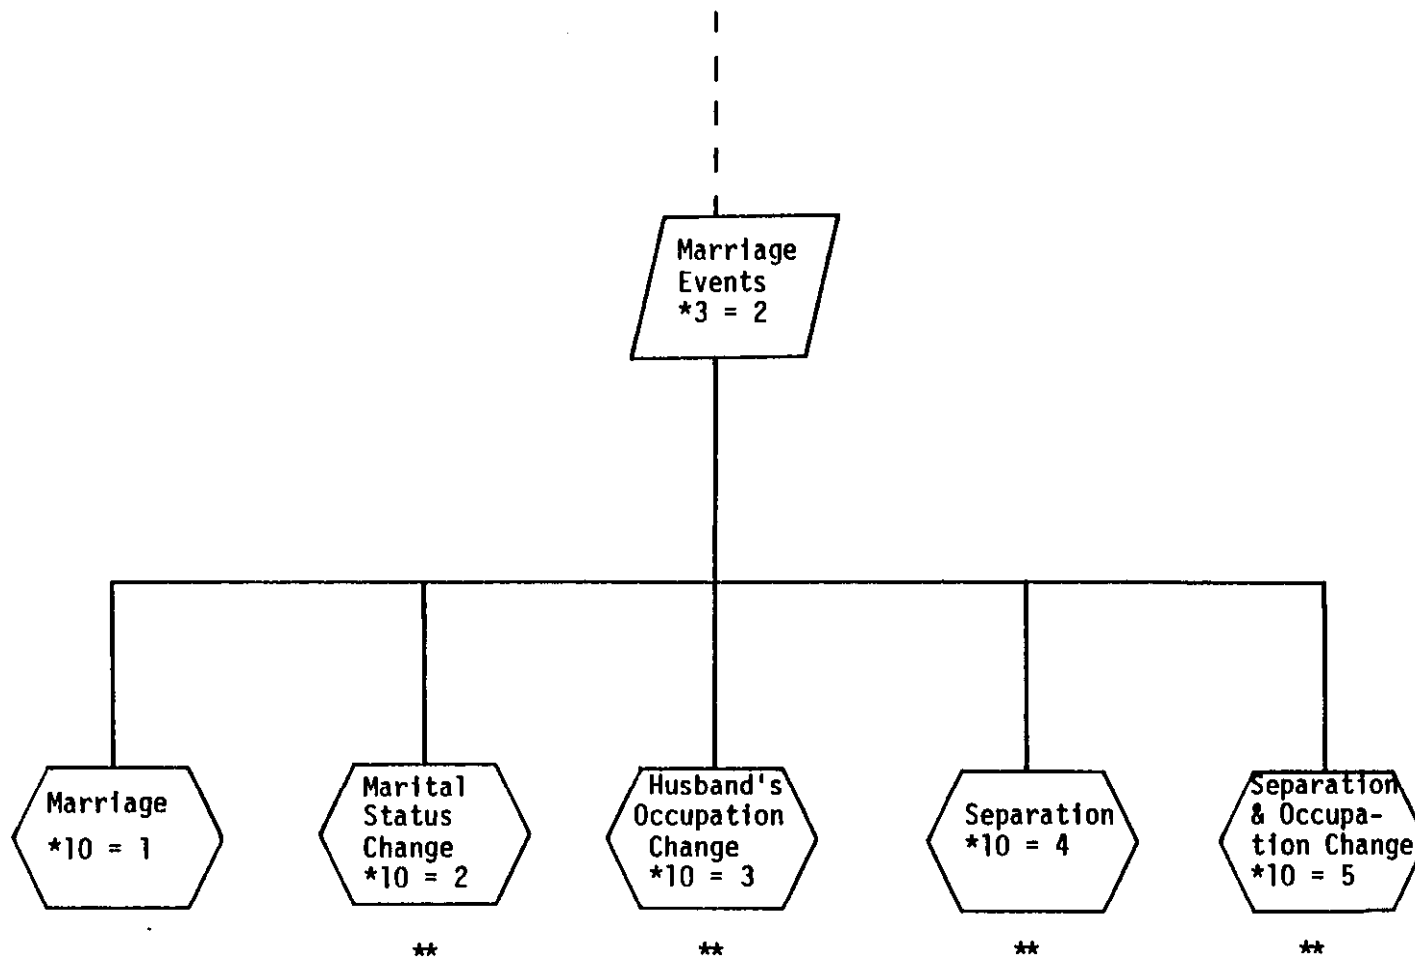 Marriage
Events
*3 = 2
Marriage
*10 = 1
Marital
Status
Change
*10 = 2
**
Husband's
Occupation
Change
*10 = 3
**
Separation
*10 = 4
**
Separation
& Occupa-
tion Change
*10 = 5
**